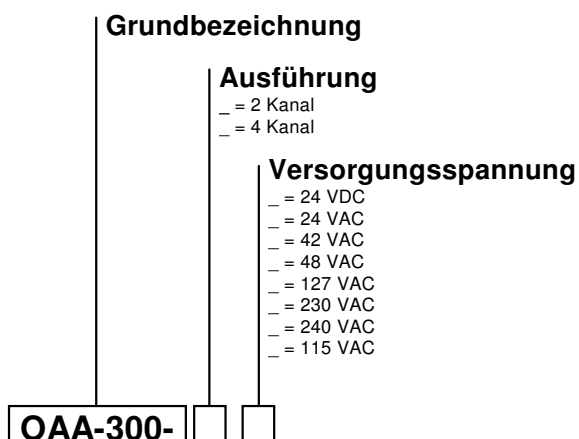 Grundbezeichnung
Ausführung
_ = 2 Kanal
_ = 4 Kanal
Versorgungsspannung
_ = 24 VDC
_ = 24 VAC
_ = 42 VAC
_ = 48 VAC
_ = 127 VAC
_ = 230 VAC
_ = 240 VAC
_ = 115 VAC
OAA-300-